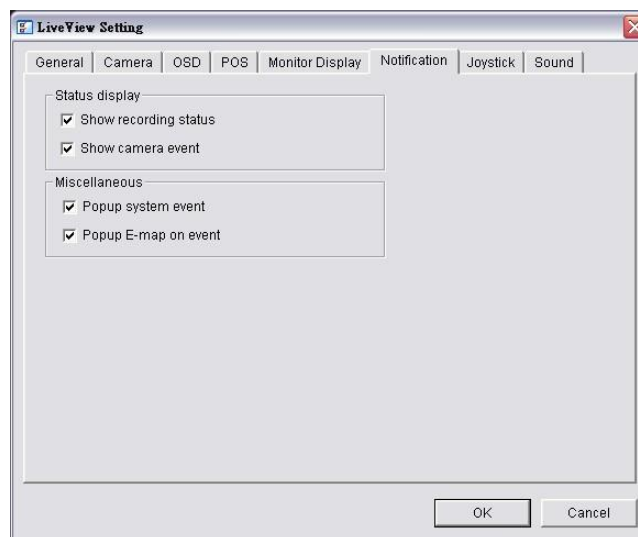 LiveView Setting
General Camera OSD POS Monitor Display Notification Joystick Sound
Status display
Show recording status
Show camera event
Miscellaneous
Popup system event
Popup E-map on event
OK Cancel